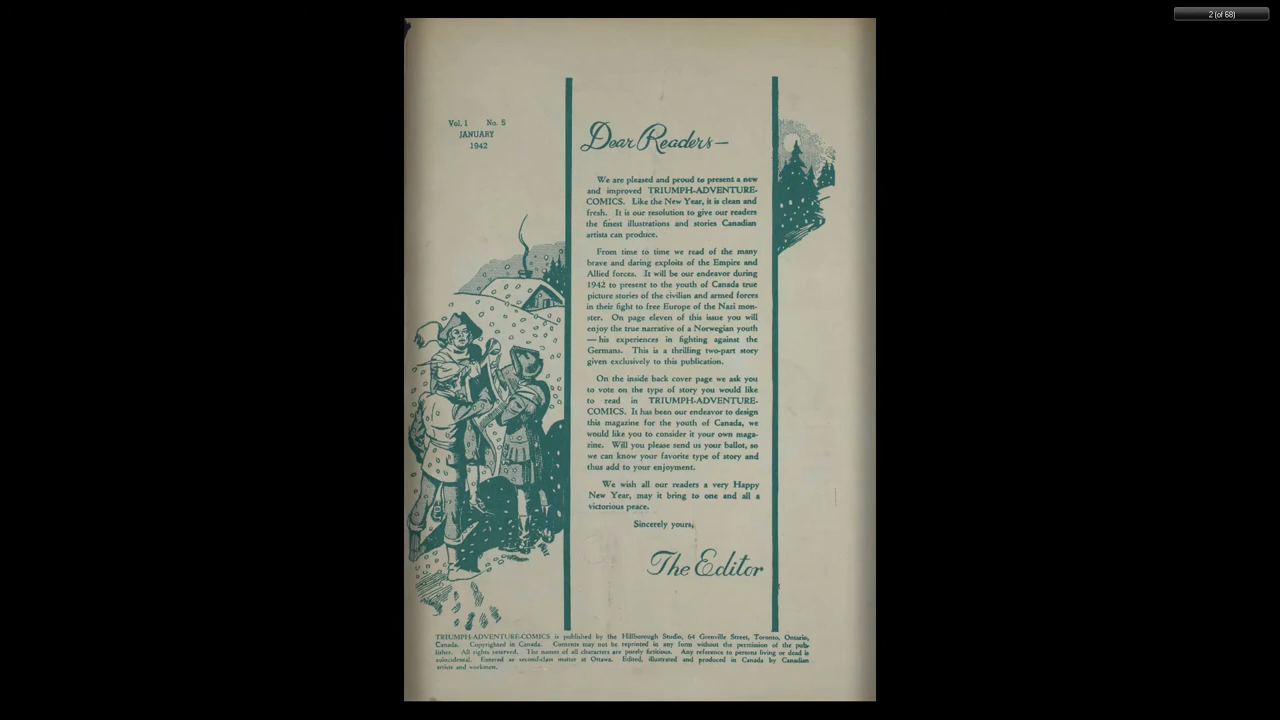 2 (of 68)
Vol. 1 No. 5
JANUARY
1942
Dear Readers—
We are pleased and proud to present a new
and improved TRIUMPH-ADVENTURE-
COMICS. Like the New Year, it is clean and
fresh. It is our resolution to give our readers
the finest illustrations and stories Canadian
artists can produce.
From time to time we read of the many
brave and daring exploits of the Empire and
Allied forces. It will be our endeavor during
1942 to present to the youth of Canada true
picture stories of the civilian and armed forces
in their fight to free Europe of the Nazi mon-
ster. On page eleven of this issue you will
enjoy the true narrative of a Norwegian youth
— his experiences in fighting against the
Germans. This is a thrilling two-part story
given exclusively to this publication.
On the inside back cover page we ask you
to vote on the type of story you would like
to read in TRIUMPH-ADVENTURE-
COMICS. It has been our endeavor to design
this magazine for the youth of Canada, we
would like you to consider it your own maga-
zine. Will you please send us your ballot, so
we can know your favorite type of story and
thus add to your enjoyment.
We wish all our readers a very Happy
New Year, may it bring to one and all a
victorious peace.
Sincerely yours,
The Editor
TRIUMPH-ADVENTURE-COMICS is published by the Hillborough Studio, 64 Grenville Street, Toronto, Ontario,
Canada. Copyrighted in Canada. Contents may not be reprinted in any form without the permission of the pub-
lisher. All rights reserved. The names of all characters are purely fictitious. Any reference to persons living or dead is
coincidental. Entered as second-class matter at Ottawa. Edited, illustrated and produced in Canada by Canadian
artists and workmen.